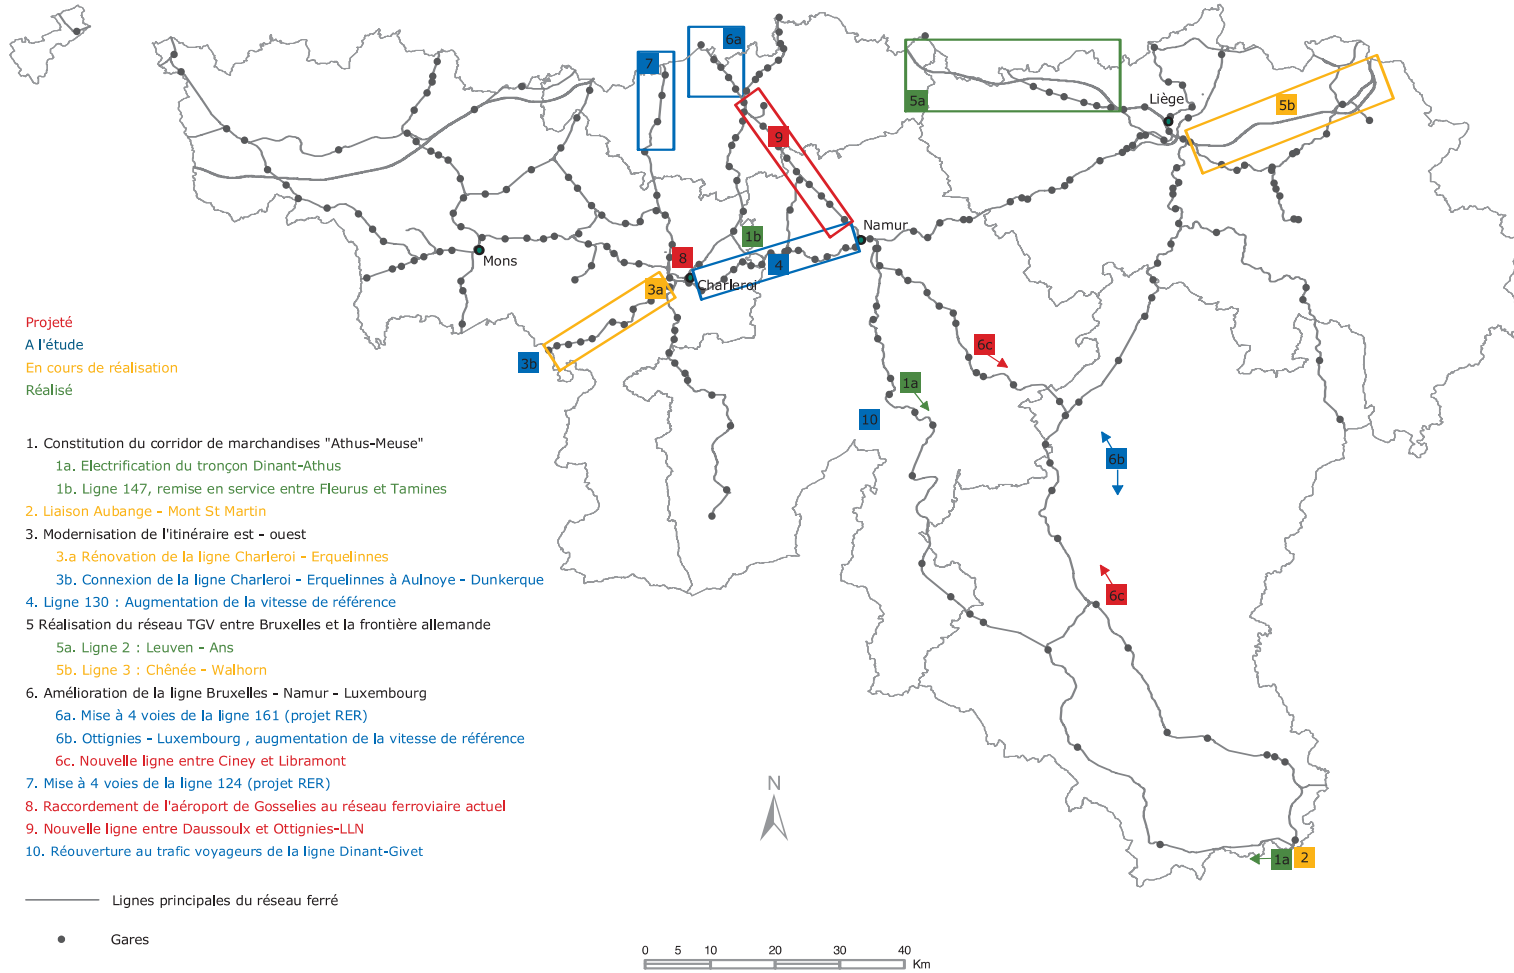 7
6a
5a
Liège
5b
9
Namur
1b
8
4
Mons
Charleroi
3a
3b
6c
1a
10
6b
6c
1a
2
Projeté
A l'étude
En cours de réalisation
Réalisé
1. Constitution du corridor de marchandises "Athus-Meuse"
1a. Electrification du tronçon Dinant-Athus
1b. Ligne 147, remise en service entre Fleurus et Tamines
2. Liaison Aubange - Mont St Martin
3. Modernisation de l'itinéraire est - ouest
3.a Rénovation de la ligne Charleroi - Erquelinnes
3b. Connexion de la ligne Charleroi - Erquelinnes à Aulnoye - Dunkerque
4. Ligne 130 : Augmentation de la vitesse de référence
5 Réalisation du réseau TGV entre Bruxelles et la frontière allemande
5a. Ligne 2 : Leuven - Ans
5b. Ligne 3 : Chênée - Walhorn
6. Amélioration de la ligne Bruxelles - Namur - Luxembourg
6a. Mise à 4 voies de la ligne 161 (projet RER)
6b. Ottignies - Luxembourg , augmentation de la vitesse de référence
6c. Nouvelle ligne entre Ciney et Libramont
7. Mise à 4 voies de la ligne 124 (projet RER)
8. Raccordement de l'aéroport de Gosselies au réseau ferroviaire actuel
9. Nouvelle ligne entre Daussoulx et Ottignies-LLN
10. Réouverture au trafic voyageurs de la ligne Dinant-Givet
Lignes principales du réseau ferré
Gares
N
0 5 10 20 30 40
Km